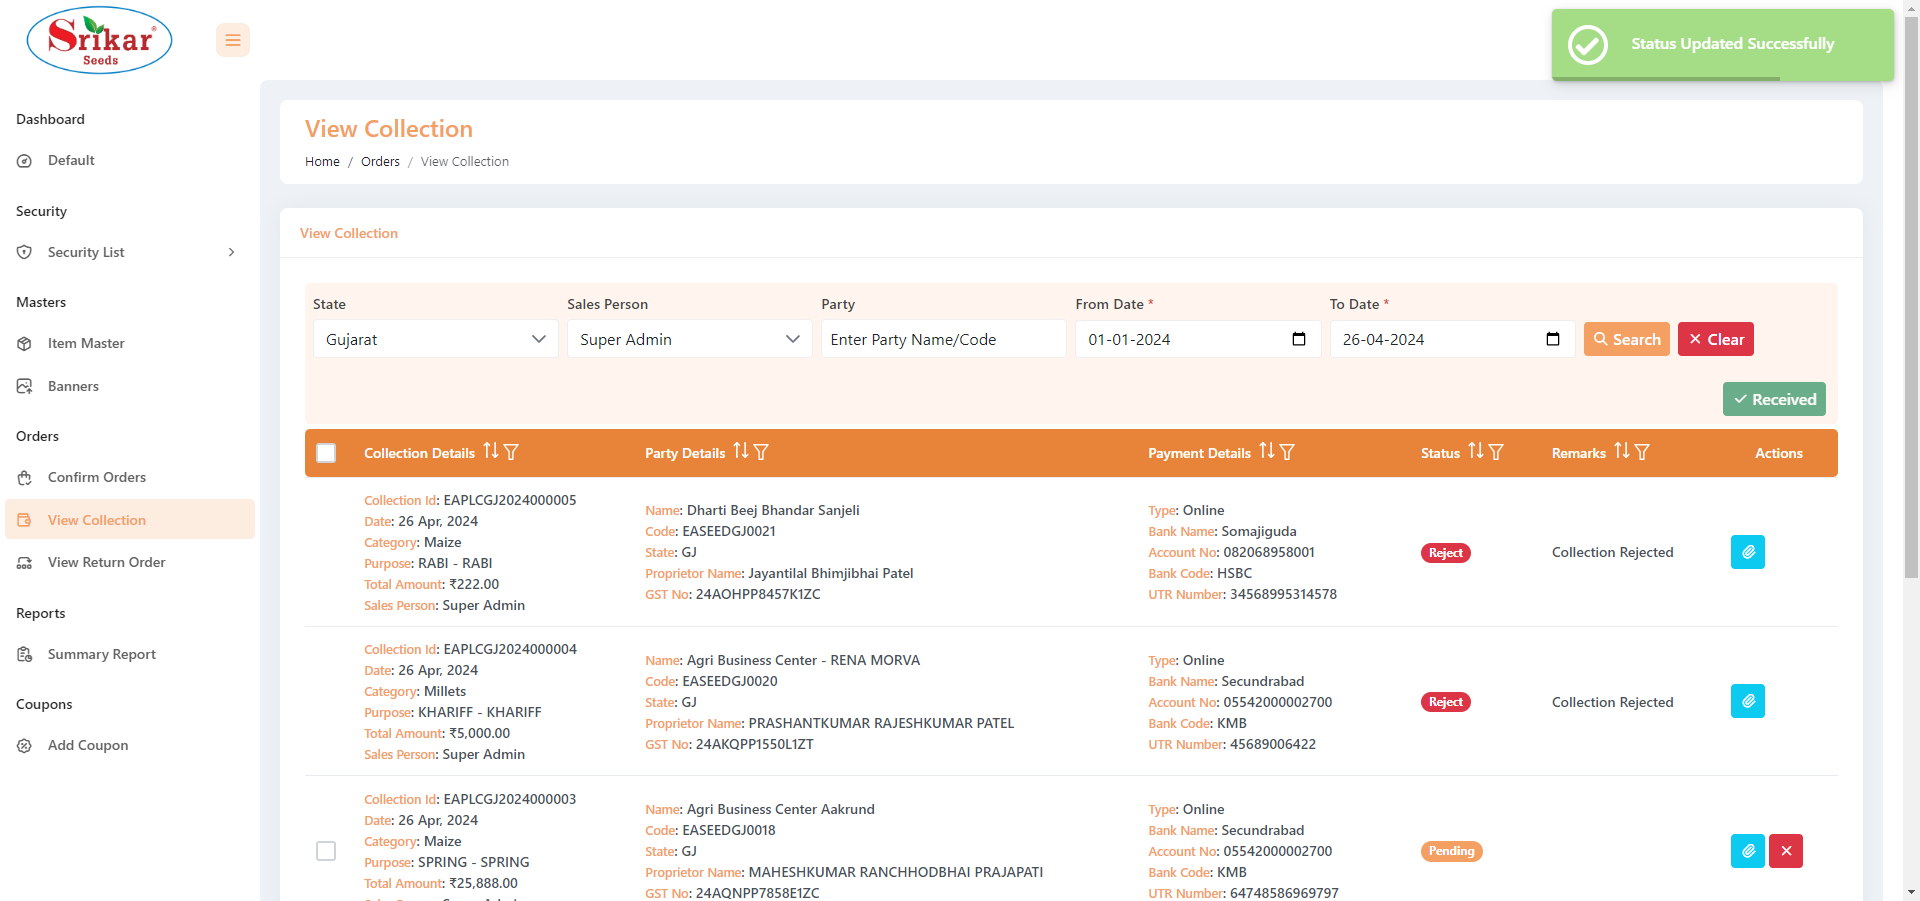 Srikar
Seeds
Status Updated Successfully
Dashboard
Default
Security
Security List
Masters
Item Master
Banners
Orders
Confirm Orders
View Collection
View Return Order
Reports
Summary Report
Coupons
Add Coupon
View Collection
Home / Orders / View Collection
View Collection
State
Gujarat
Sales Person
Super Admin
Party
Enter Party Name/Code
From Date *
01-01-2024
To Date *
26-04-2024
Search
Clear
Received
Collection Details
Party Details
Payment Details
Status
Remarks
Actions
Collection Id: EAPLCGJ2024000005
Date: 26 Apr, 2024
Category: Maize
Purpose: RABI - RABI
Total Amount: ₹222.00
Sales Person: Super Admin
Name: Dharti Beej Bhandar Sanjeli
Code: EASEEDGJ0021
State: GJ
Proprietor Name: Jayantilal Bhimjibhai Patel
GST No: 24AOHPP8457K1ZC
Type: Online
Bank Name: Somajiguda
Account No: 082068958001
Bank Code: HSBC
UTR Number: 34568995314578
Reject
Collection Rejected
Collection Id: EAPLCGJ2024000004
Date: 26 Apr, 2024
Category: Millets
Purpose: KHARIFF - KHARIFF
Total Amount: ₹5,000.00
Sales Person: Super Admin
Name: Agri Business Center - RENA MORVA
Code: EASEEDGJ0020
State: GJ
Proprietor Name: PRASHANTKUMAR RAJESHKUMAR PATEL
GST No: 24AKQPP1550L1ZT
Type: Online
Bank Name: Secundrabad
Account No: 05542000002700
Bank Code: KMB
UTR Number: 45689006422
Reject
Collection Rejected
Collection Id: EAPLCGJ2024000003
Date: 26 Apr, 2024
Category: Maize
Purpose: SPRING - SPRING
Total Amount: ₹25,888.00
Name: Agri Business Center Aakrund
Code: EASEEDGJ0018
State: GJ
Proprietor Name: MAHESHKUMAR RANCHHODBHAI PRAJAPATI
GST No: 24AQNPP7858E1ZC
Type: Online
Bank Name: Secundrabad
Account No: 05542000002700
Bank Code: KMB
UTR Number: 64748586969797
Pending